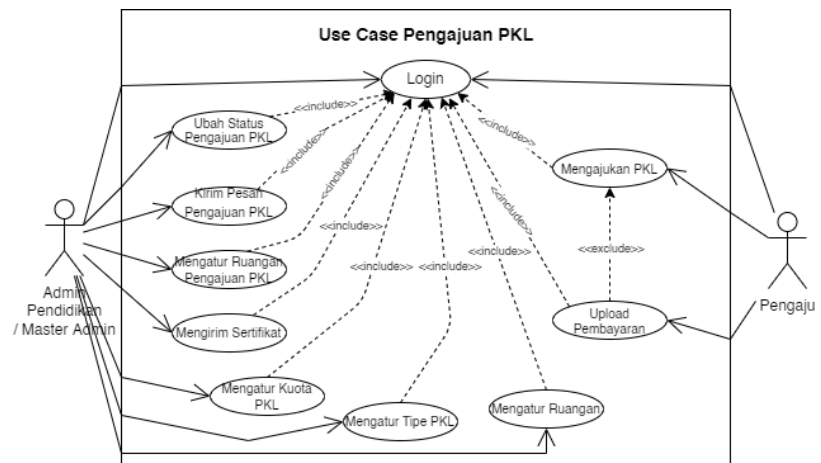 Use Case Pengajuan PKL
Login
Ubah Status
Pengajuan PKL
<<include>>
<<include>>
Mengajukan PKL
Kirim Pesan
Pengajuan PKL
<<include>>
<<include>>
<<include>>
<<include>>
<<exclude>>
<<include>>
Mengatur Ruangan
Pengajuan PKL
<<include>>
<<include>>
Admin
Pendidikan
/ Master Admin
Pengaju
Mengirim Sertifikat
Upload
Pembayaran
Mengatur Kuota
PKL
Mengatur Tipe PKL
Mengatur Ruangan